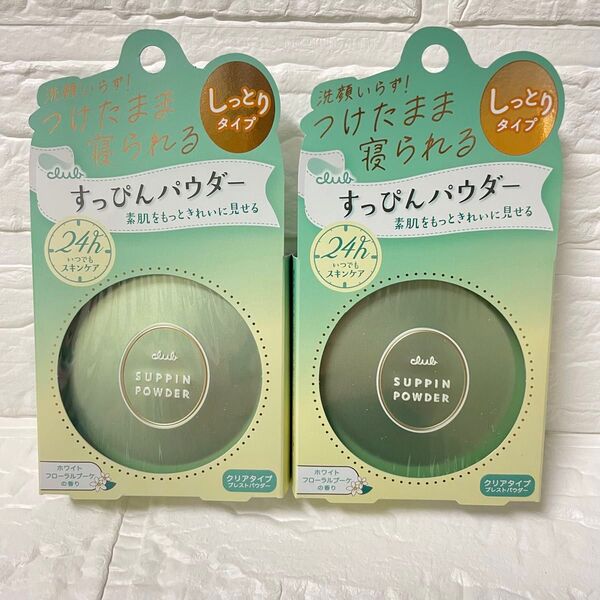 洗顔いらず!
つけたまま
寝られる
しっとり
タイプ
club
すっぴんパウダー
素肌をもっときれいに見せる
24h
いつでも
スキンケア
club
SUPPIN
POWDER
ホワイト
フローラルブーケ
の香り
クリアタイプ
プレストパウダー
洗顔いらず!
つけたまま
寝られる
しっとり
タイプ
club
すっぴんパウダー
素肌をもっときれいに見せる
24h
いつでも
スキンケア
club
SUPPIN
POWDER
ホワイト
フローラルブーケ
の香り
クリアタイプ
プレストパウダー